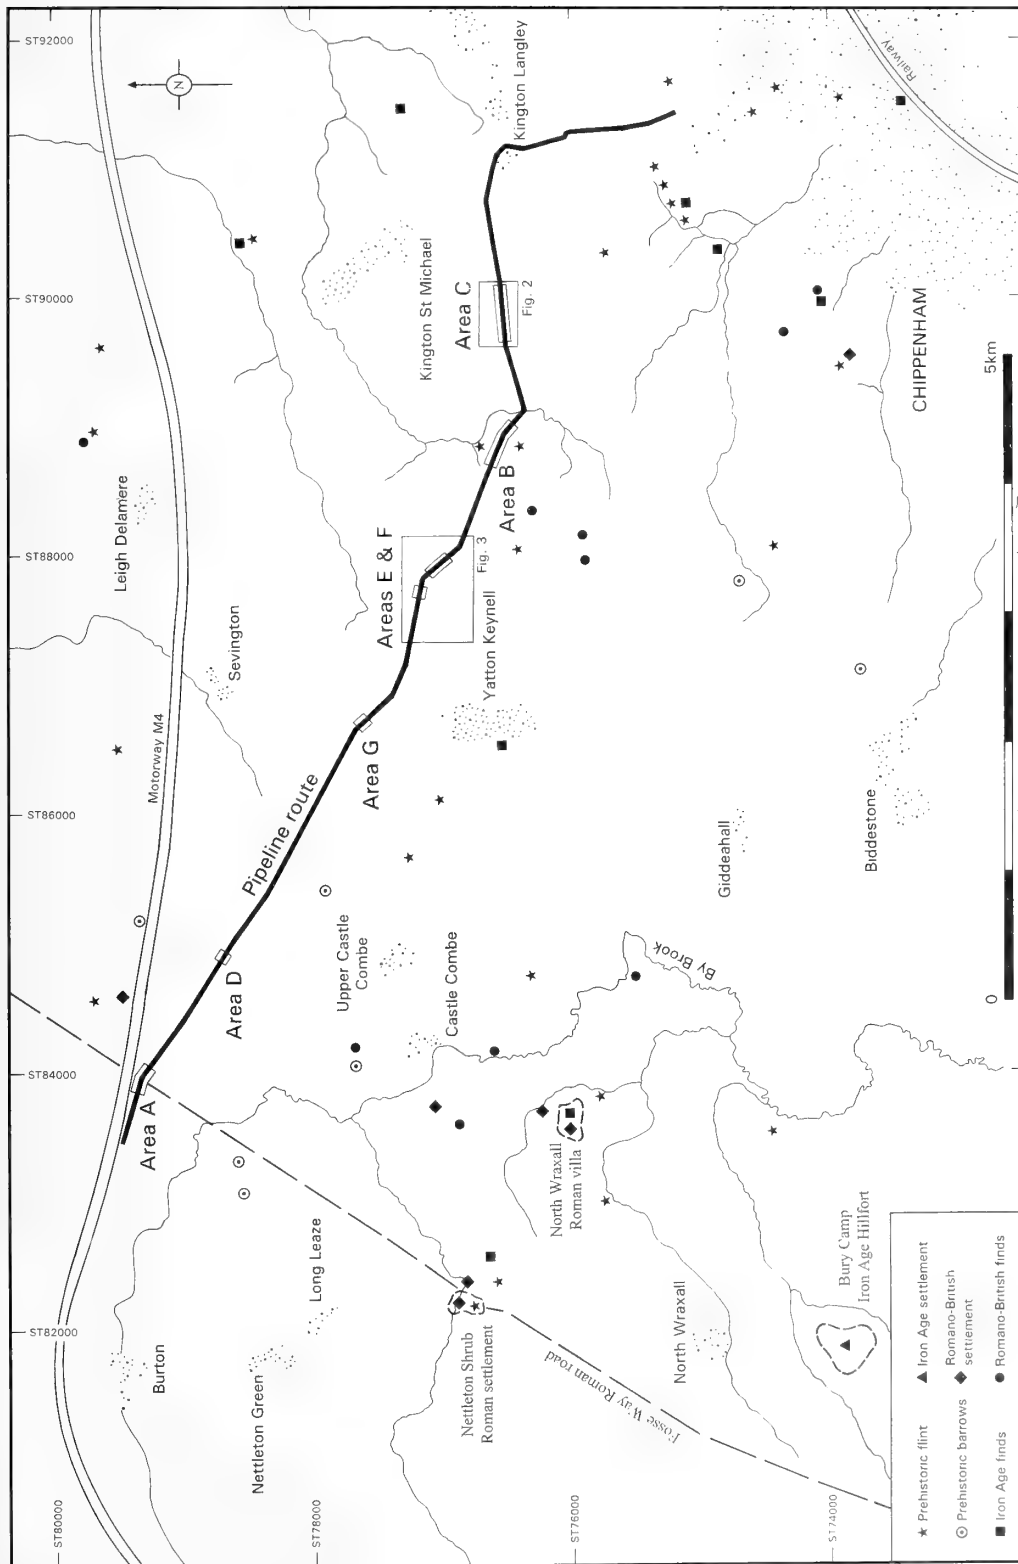 ST80000
ST78000
ST76000
ST74000
ST82000
ST84000
ST86000
ST88000
ST90000
ST92000
N
Motorway M4
Railway
Burton
Nettleton Green
Long Leaze
Sevington
Leigh Delamere
Area A
Area D
Pipeline route
Area G
Areas E & F
Fig. 3
Area B
Area C
Fig. 2
Kington St Michael
Kington Langley
Upper Castle
Combe
Castle Combe
Yatton Keynell
Nettleton Shrub
Roman settlement
North Wraxall
Roman villa
Fosse Way Roman road
North Wraxall
By Brook
Giddeahall
Biddestone
CHIPPENHAM
Bury Camp
Iron Age Hillfort
Prehistoric flint
Prehistoric barrows
Iron Age finds
Iron Age settlement
Romano-British
settlement
Romano-British finds
0
5km